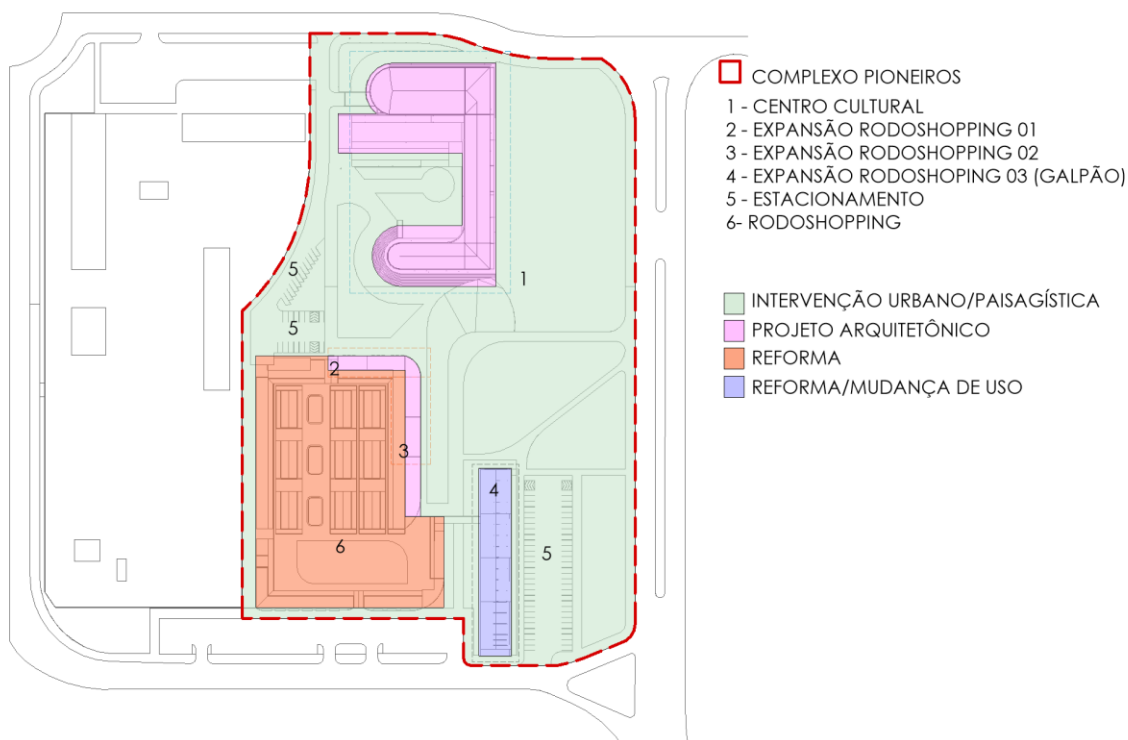 COMPLEXO PIONEIROS
1 - CENTRO CULTURAL
2 - EXPANSÃO RODOSHOPPING 01
3 - EXPANSÃO RODOSHOPPING 02
4 - EXPANSÃO RODOSHOPING 03 (GALPÃO)
5 - ESTACIONAMENTO
6- RODOSHOPPING
INTERVENÇÃO URBANO/PAISAGÍSTICA
PROJETO ARQUITETÔNICO
REFORMA
REFORMA/MUDANÇA DE USO
5
1
5
2
3
4
6
5